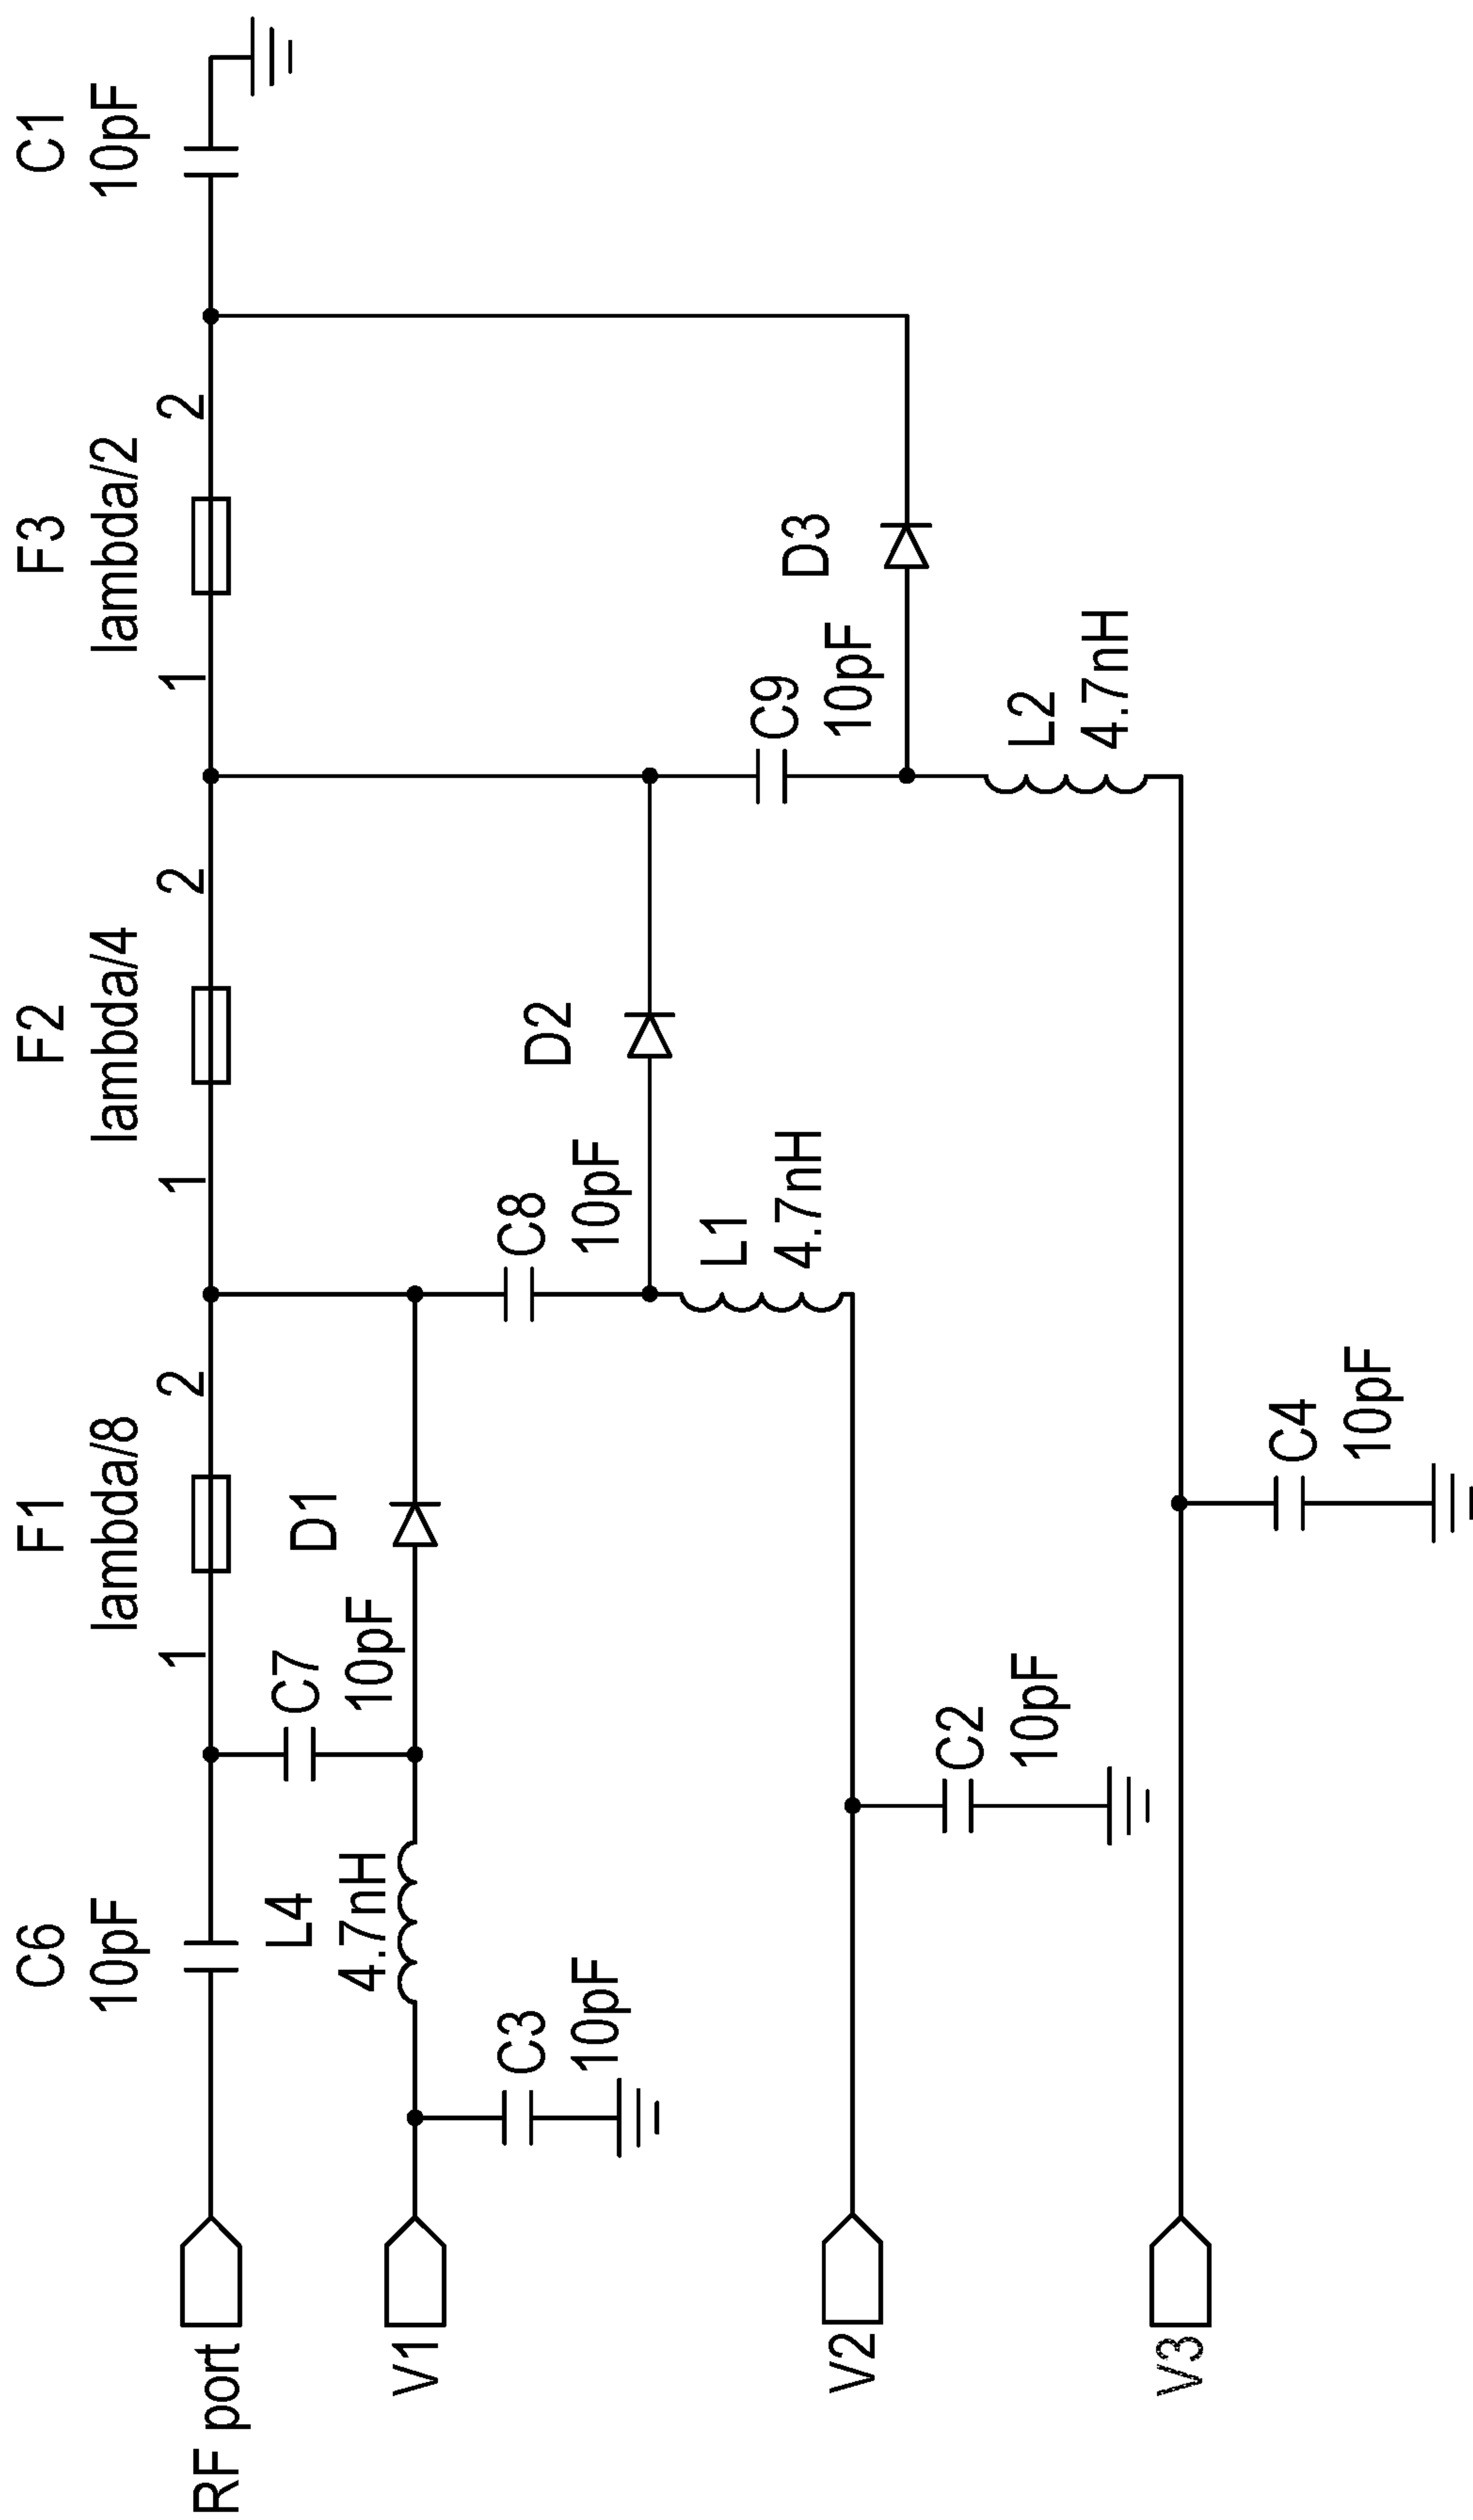 C6
10pF
F1
lambda/8
1
2
F2
lambda/4
1
2
F3
lambda/2
1
2
C1
10pF
RF port
L4
4.7nH
C7
10pF
D1
V1
C3
10pF
C8
10pF
D2
L1
4.7nH
C9
10pF
D3
V2
C2
10pF
L2
4.7nH
V3
C4
10pF